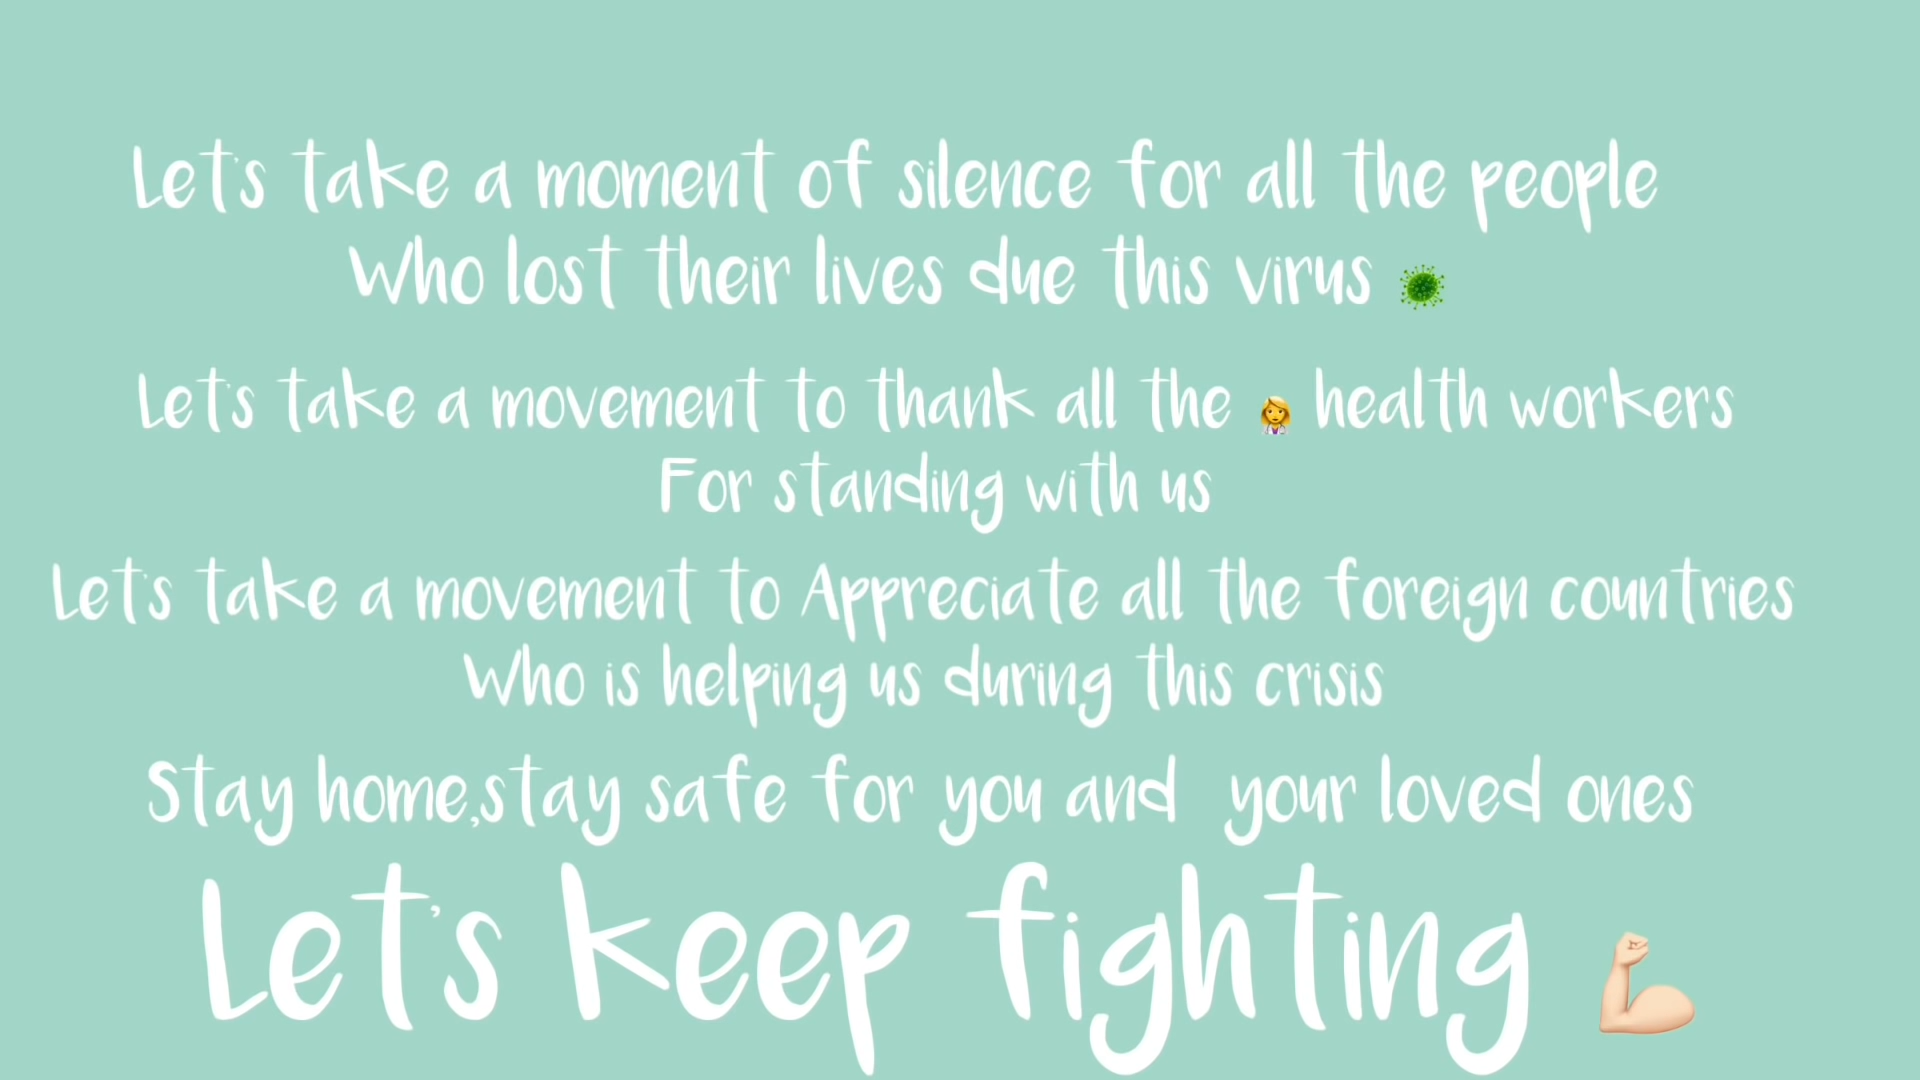 Let's take a moment of silence for all the people
Who lost their lives due this virus 🦠
Let's take a movement to thank all the 👩‍⚕️ health workers
For standing with us
Let's take a movement to Appreciate all the foreign countries
Who is helping us during this crisis
Stay home,stay safe for you and  your loved ones
Let's keep fighting 💪🏻